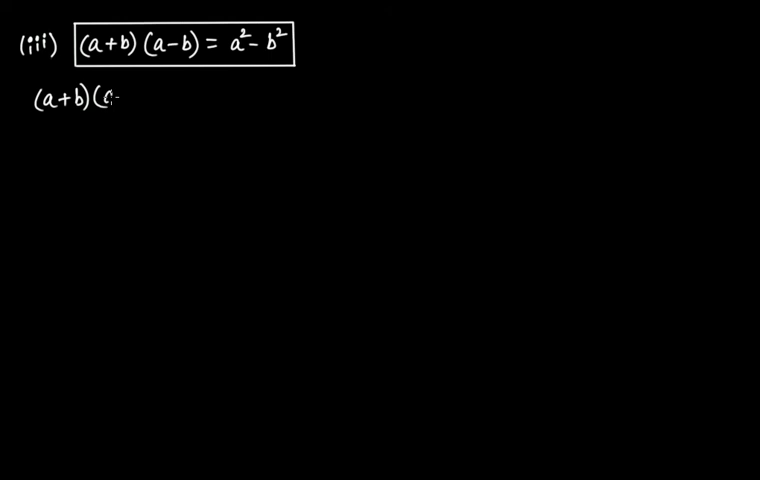 (iii) (a+b) (a-b) = a² - b²
(a+b)(